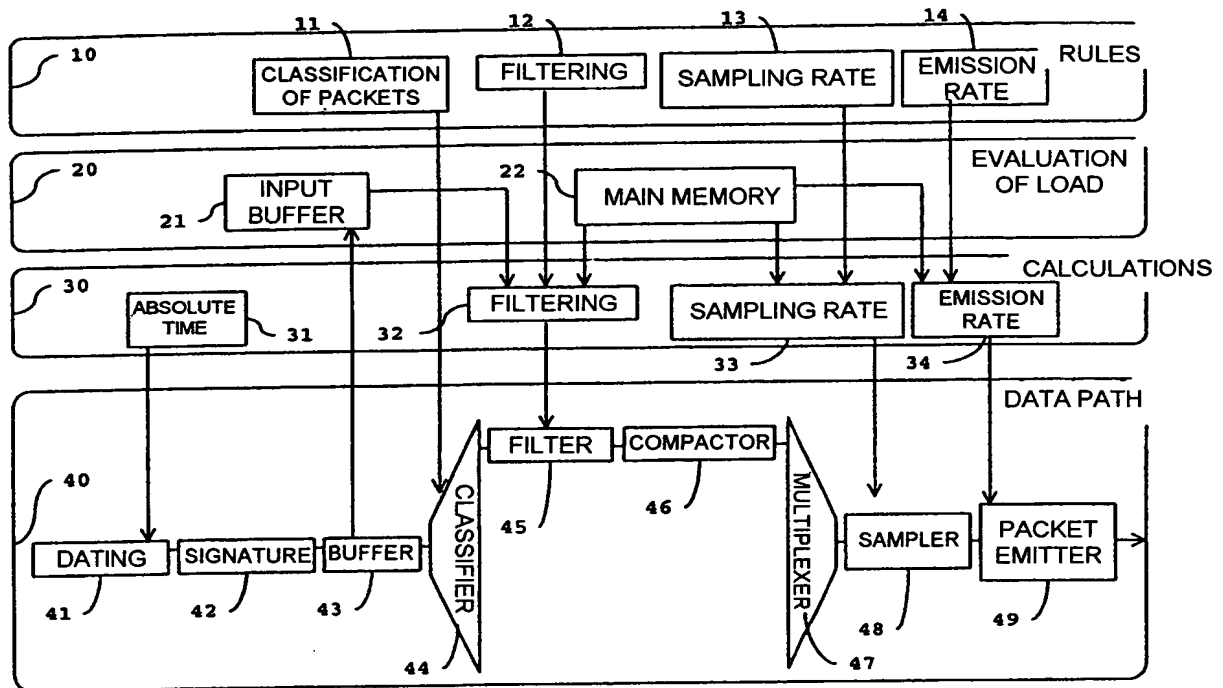 11
12
13
14
10
CLASSIFICATION
OF PACKETS
FILTERING
SAMPLING RATE
EMISSION
RATE
RULES
20
21
INPUT
BUFFER
22
MAIN MEMORY
EVALUATION
OF LOAD
30
ABSOLUTE
TIME
31
32
FILTERING
SAMPLING RATE
33
EMISSION
RATE
34
CALCULATIONS
DATA PATH
40
FILTER
COMPACTOR
45
46
DATING
SIGNATURE
BUFFER
CLASSIFIER
MULTIPLEXER
SAMPLER
PACKET
EMITTER
41
42
43
44
47
48
49